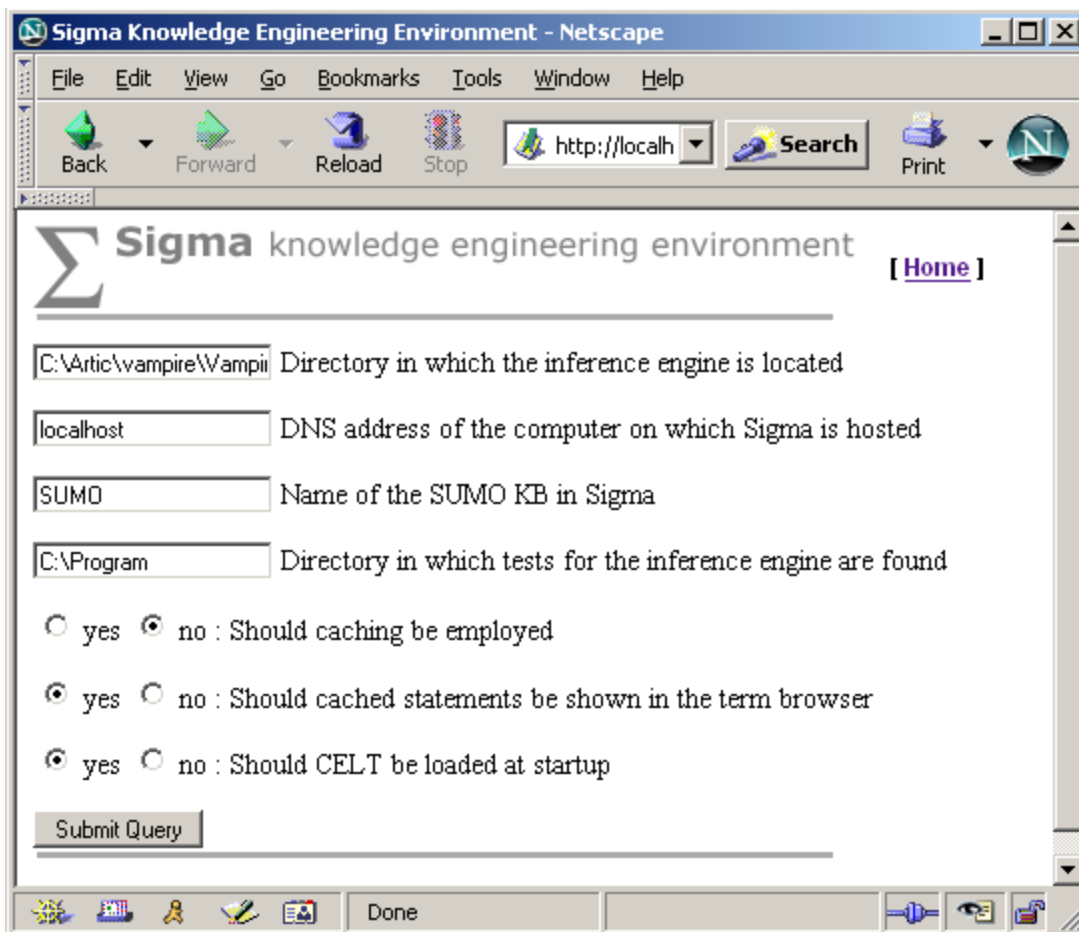 Sigma Knowledge Engineering Environment - Netscape
File Edit View Go Bookmarks Tools Window Help
Back Forward Reload Stop http://localh Search Print N
Σ Sigma knowledge engineering environment
[ Home ]
C:\Artic\vampire\Vampir Directory in which the inference engine is located
localhost DNS address of the computer on which Sigma is hosted
SUMO Name of the SUMO KB in Sigma
C:\Program Directory in which tests for the inference engine are found
yes no : Should caching be employed
yes no : Should cached statements be shown in the term browser
yes no : Should CELT be loaded at startup
Submit Query
Done